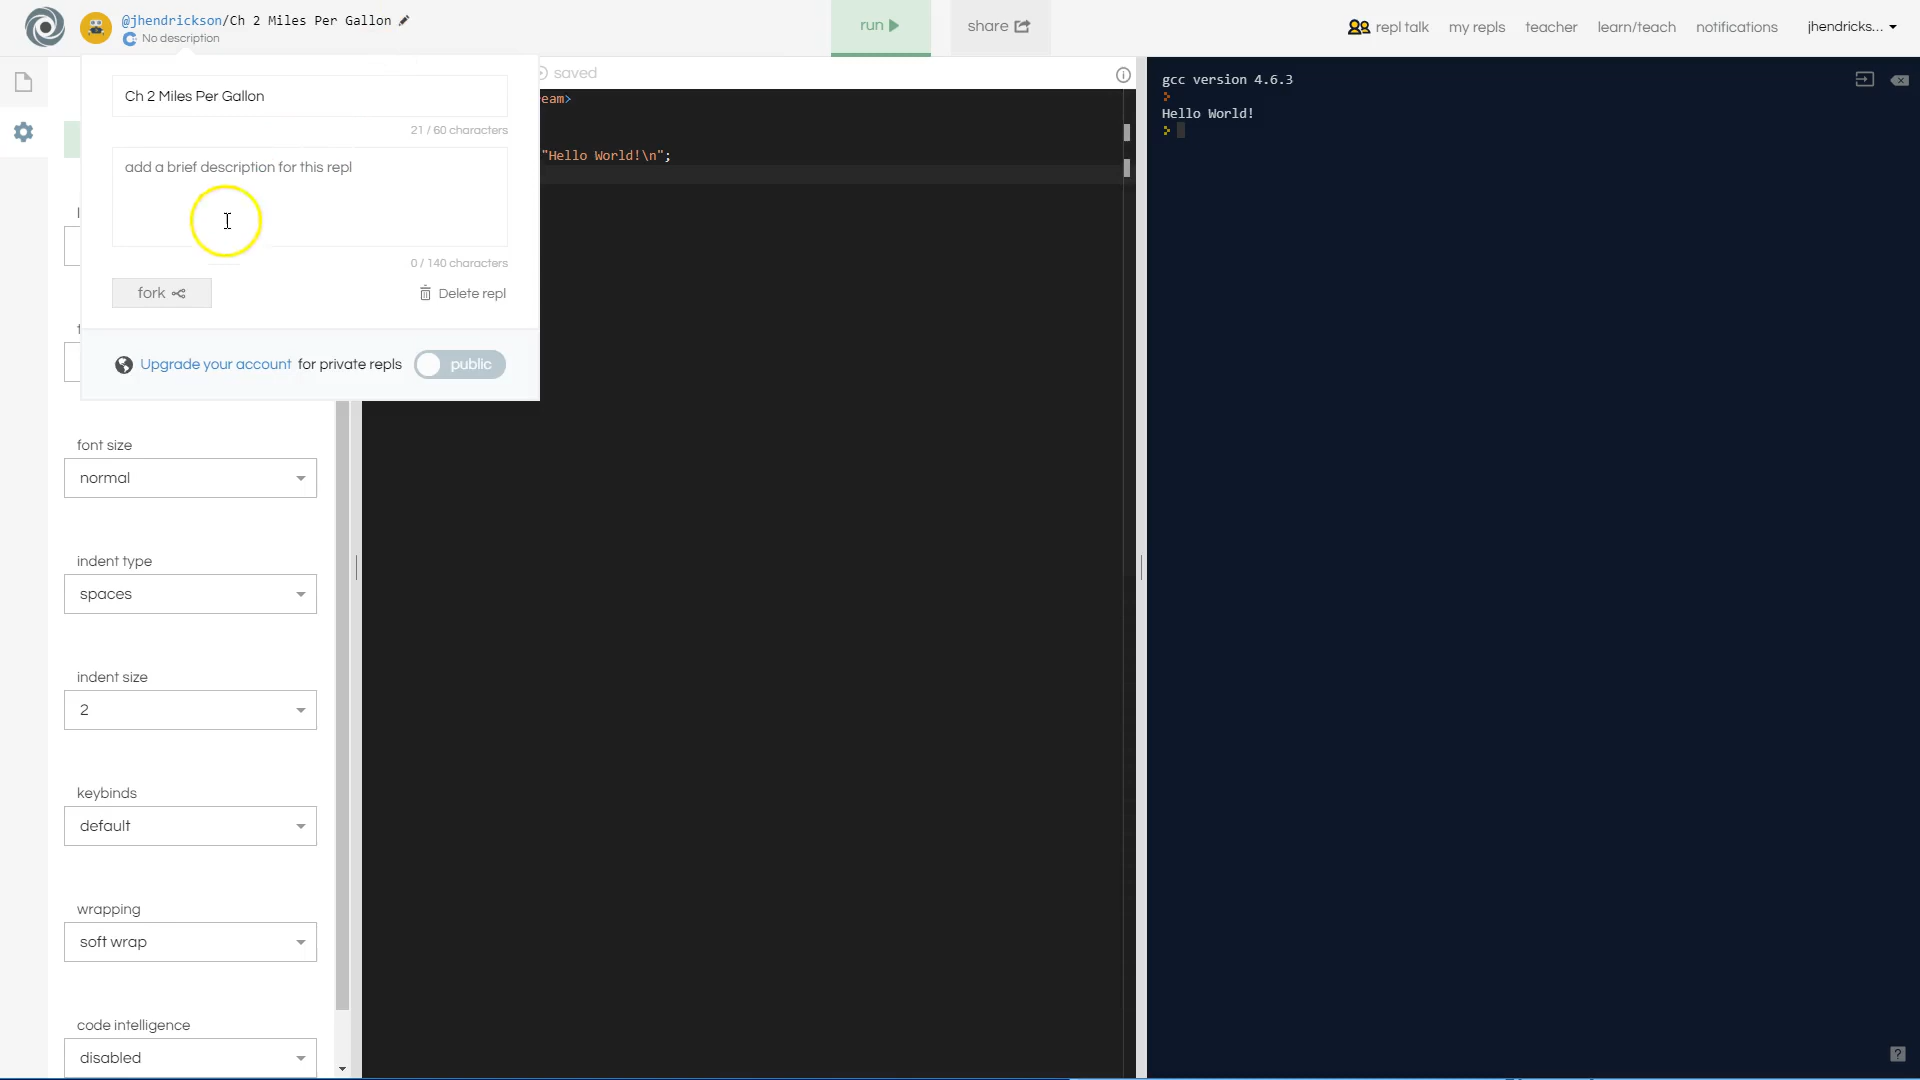 @jhendrickson/Ch 2 Miles Per Gallon
No description
run
share
repl talk
my repls
teacher
learn/teach
notifications
jhendricks...
Ch 2 Miles Per Gallon
21 / 60 characters
add a brief description for this repl
0 / 140 characters
fork
Delete repl
Upgrade your account for private repls
public
font size
normal
indent type
spaces
indent size
2
keybinds
default
wrapping
soft wrap
code intelligence
disabled
saved
eam>
"Hello World!\n";
gcc version 4.6.3
Hello World!
?